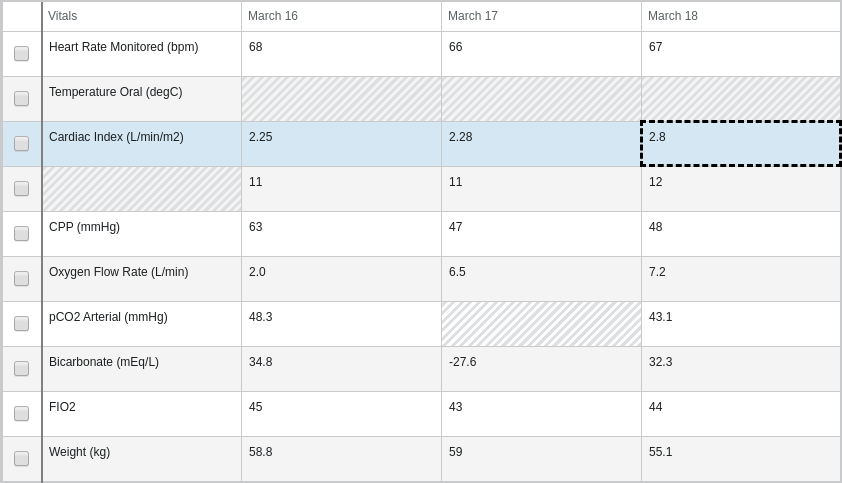 Vitals March 16 March 17 March 18
Heart Rate Monitored (bpm) 68 66 67
Temperature Oral (degC)
Cardiac Index (L/min/m2) 2.25 2.28 2.8
11 11 12
CPP (mmHg) 63 47 48
Oxygen Flow Rate (L/min) 2.0 6.5 7.2
pCO2 Arterial (mmHg) 48.3 43.1
Bicarbonate (mEq/L) 34.8 -27.6 32.3
FIO2 45 43 44
Weight (kg) 58.8 59 55.1